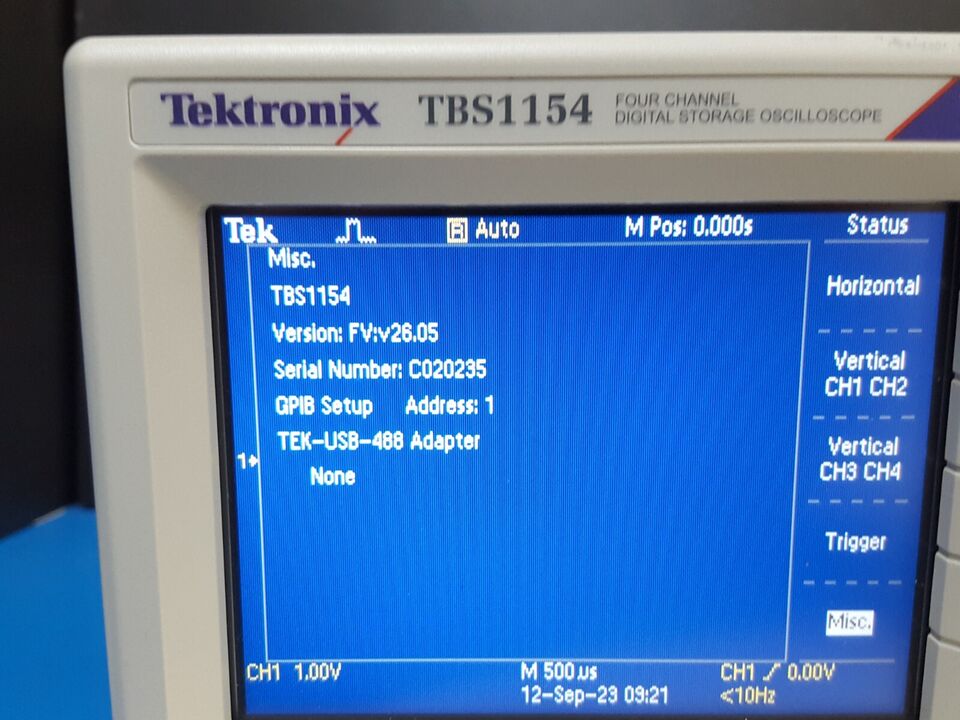 Tektronix TBS1154 FOUR CHANNEL
DIGITAL STORAGE OSCILLOSCOPE
Tek R Auto M Pos: 0.000s Status
Misc.
TBS1154
Version: FV:v26.05
Serial Number: C020235
GPIB Setup Address: 1
TEK-USB-488 Adapter
None
1
Horizontal
Vertical
CH1 CH2
Vertical
CH3 CH4
Trigger
Misc.
CH1 1.00V M 500µs CH1 0.00V
12-Sep-23 09:21 <10Hz